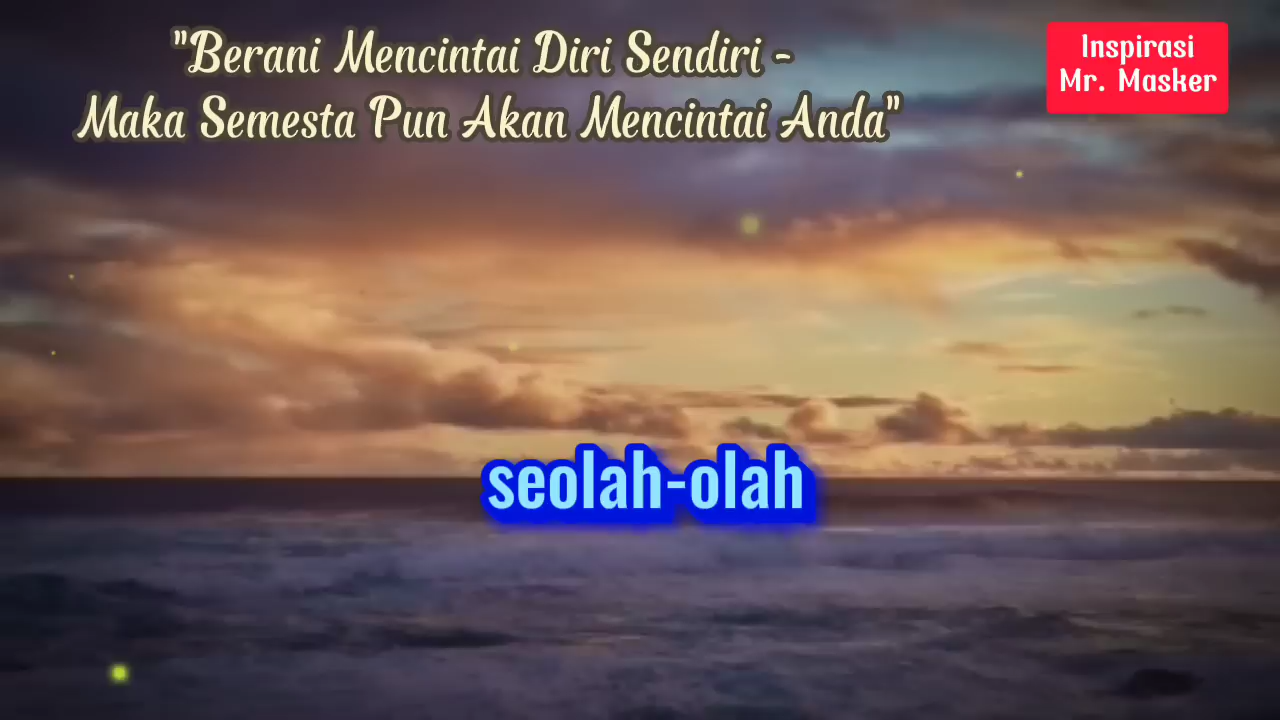 "Berani Mencintai Diri Sendiri -
Maka Semesta Pun Akan Mencintai Anda"
Inspirasi
Mr. Masker
seolah-olah